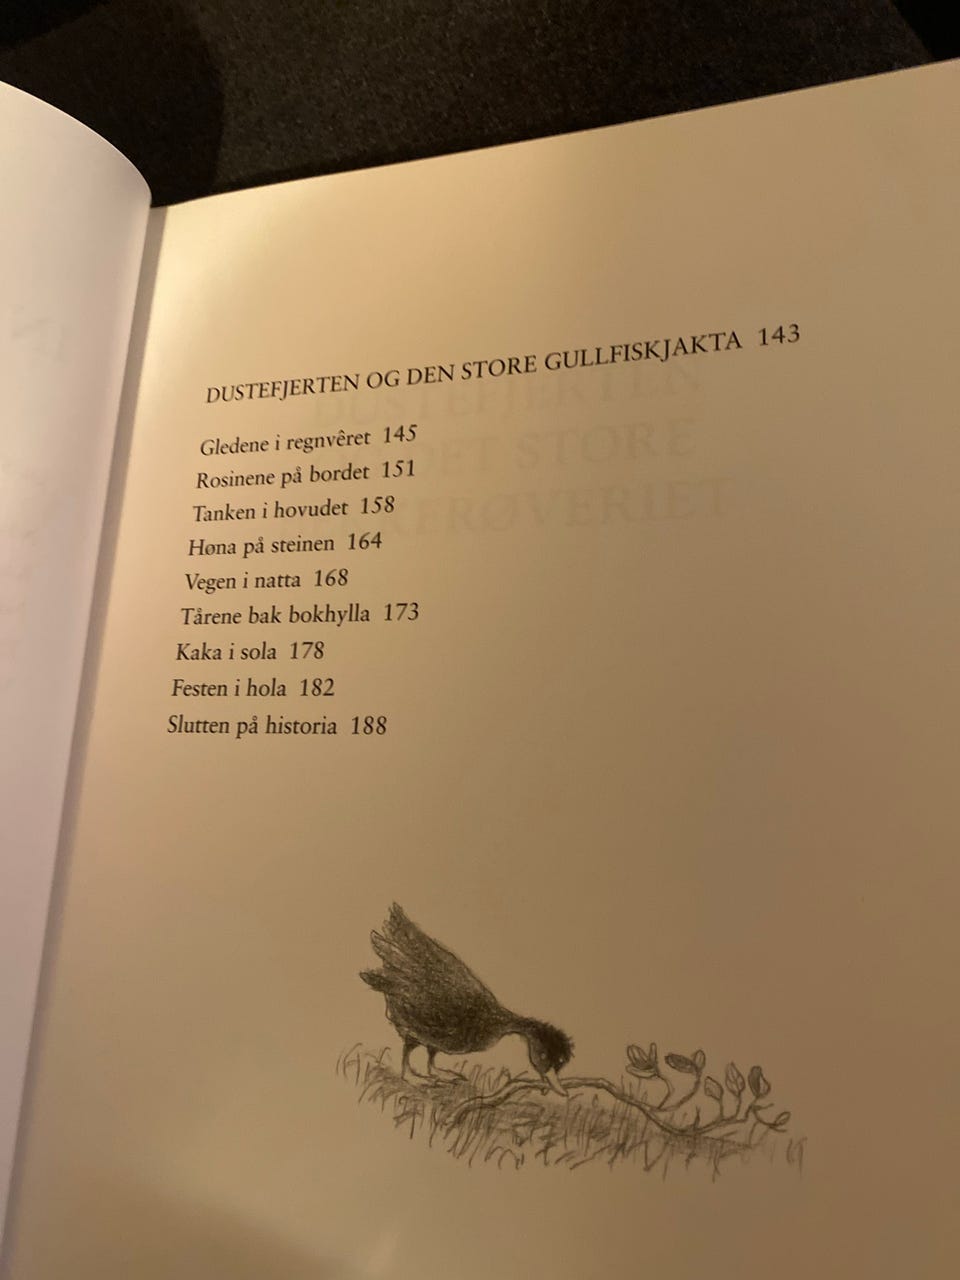 DUSTEFJERTEN OG DEN STORE GULLFISKJAKTA 143
Gledene i regnvêret 145
Rosinene på bordet 151
Tanken i hovudet 158
Høna på steinen 164
Vegen i natta 168
Tårene bak bokhylla 173
Kaka i sola 178
Festen i hola 182
Slutten på historia 188